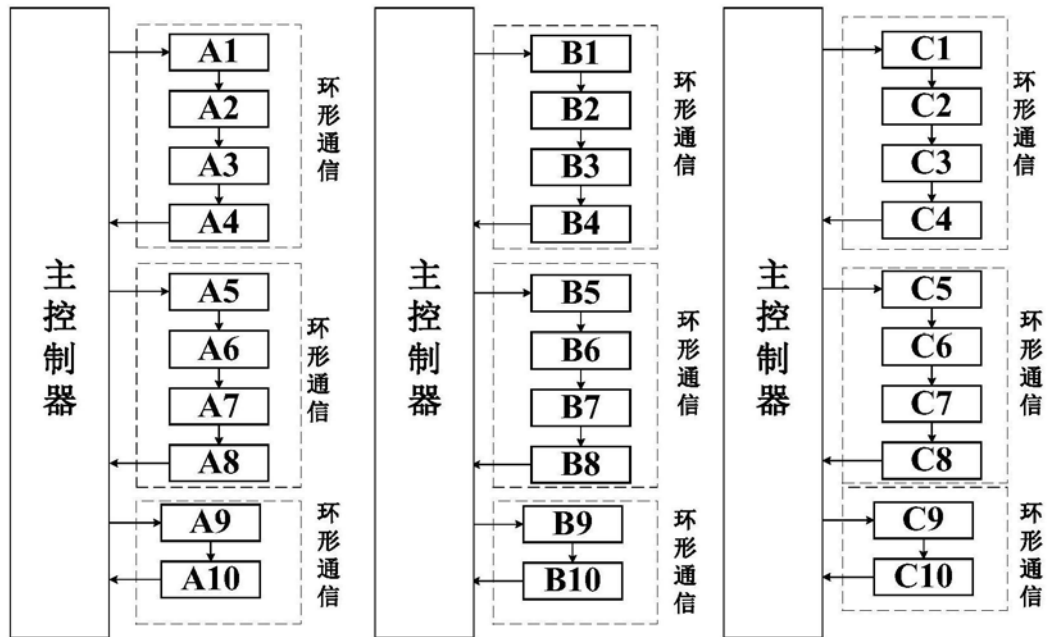 主控制器
A1
A2
A3
A4
环形通信
A5
A6
A7
A8
环形通信
A9
A10
环形通信
主控制器
B1
B2
B3
B4
环形通信
B5
B6
B7
B8
环形通信
B9
B10
环形通信
主控制器
C1
C2
C3
C4
环形通信
C5
C6
C7
C8
环形通信
C9
C10
环形通信